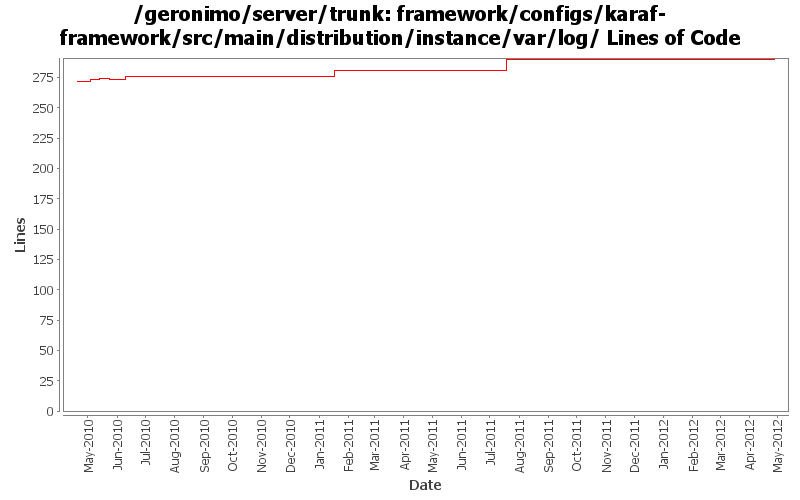 /geronimo/server/trunk: framework/configs/karaf-
framework/src/main/distribution/instance/var/log/ Lines of Code
275
250
225
200
175
150
125
100
75
50
25
0
Lines
May-2010
Jun-2010
Jul-2010
Aug-2010
Sep-2010
Oct-2010
Nov-2010
Dec-2010
Jan-2011
Feb-2011
Mar-2011
Apr-2011
May-2011
Jun-2011
Jul-2011
Aug-2011
Sep-2011
Oct-2011
Nov-2011
Dec-2011
Jan-2012
Feb-2012
Mar-2012
Apr-2012
May-2012
Date